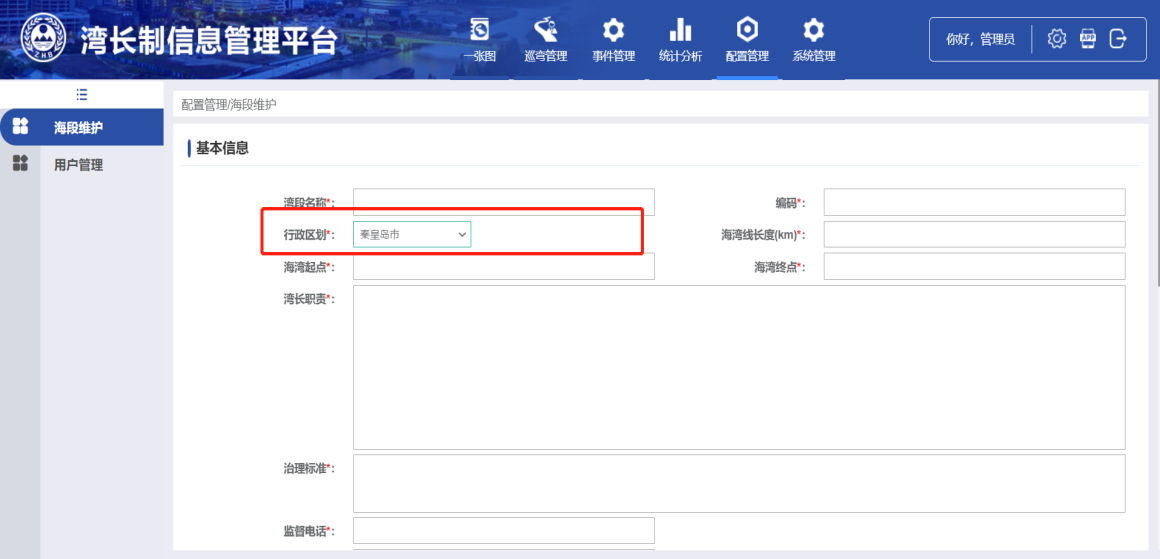 湾长制信息管理平台
一张图 巡弯管理 事件管理 统计分析 配置管理 系统管理
你好，管理员
APP
ZHB
海段维护
用户管理
配置管理/海段维护
基本信息
湾段名称*： 编码*：
行政区划*： 秦皇岛市 海湾线长度(km)*：
海湾起点*： 海湾终点*：
湾长职责*：
治理标准*：
监督电话*：